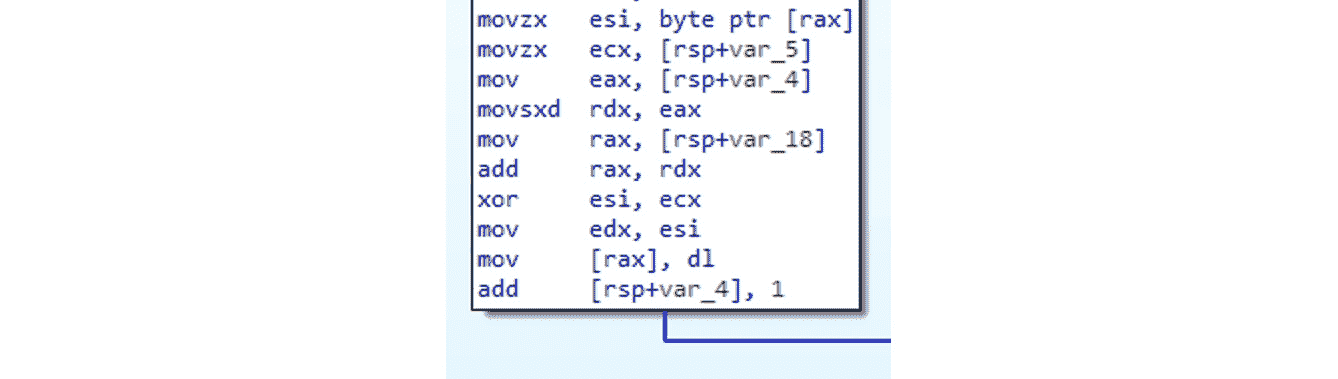 movzx esi, byte ptr [rax]
movzx ecx, [rsp+var_5]
mov eax, [rsp+var_4]
movsxd rdx, eax
mov rax, [rsp+var_18]
add rax, rdx
xor esi, ecx
mov edx, esi
mov [rax], dl
add [rsp+var_4], 1